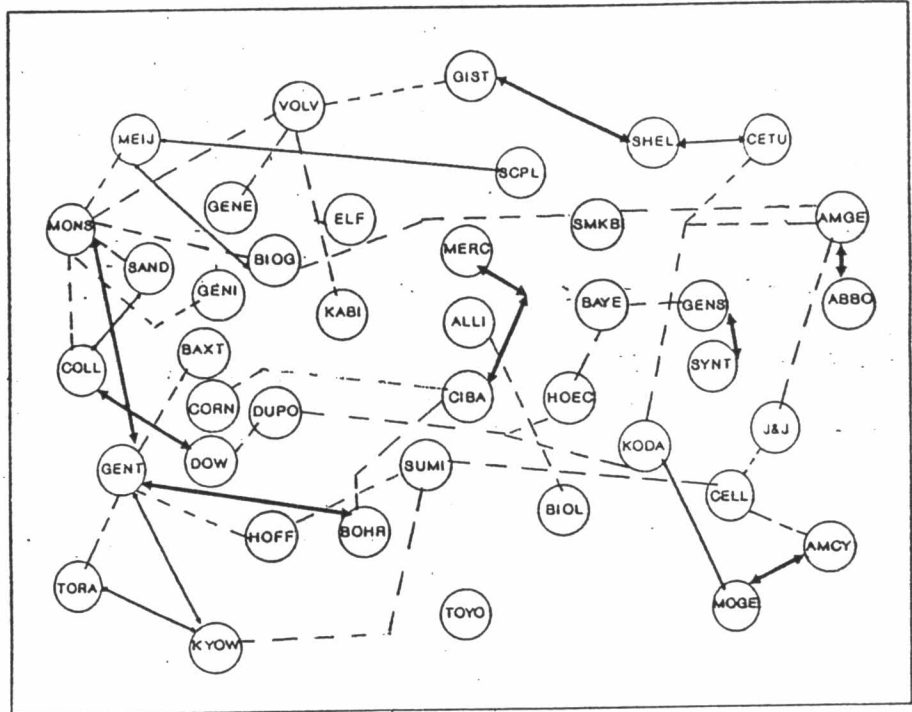 GIST
VOLV
MEIJ
SHEL
CETU
SCPL
GENE
ELF
SMKB
AMGE
MONS
MERC
BIOG
SAND
GENI
KABI
ALLI
BAYE
GENS
ABBO
BAXT
SYNT
COLL
CORN
DUPO
CIBA
HOEC
J&J
KODA
DOW
GENT
SUMI
CELL
BIOL
HOFF
BOHR
AMCY
TORA
MOGE
TOYO
KYOW